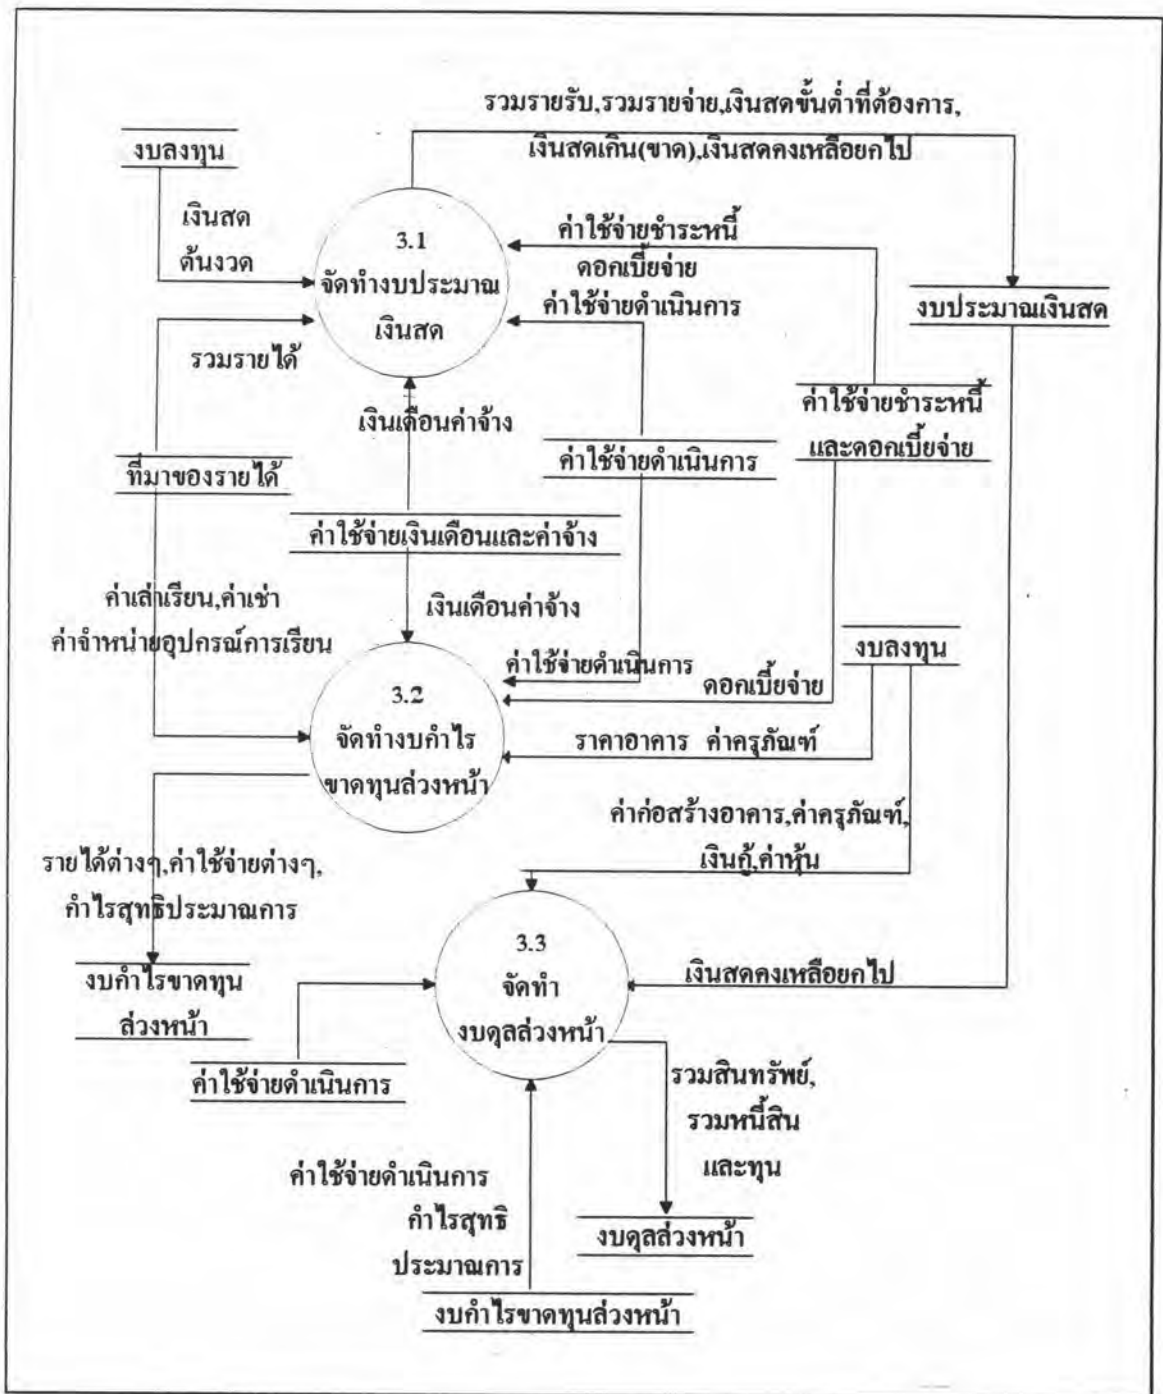 รวมรายรับ,รวมรายจ่าย,เงินสดขั้นต่ำที่ต้องการ,
เงินสดเกิน(ขาด),เงินสดคงเหลือยกไป
งบลงทุน
เงินสด
ต้นงวด
3.1
จัดทำงบประมาณ
เงินสด
ค่าใช้จ่ายชำระหนี้
ดอกเบี้ยจ่าย
ค่าใช้จ่ายดำเนินการ
งบประมาณเงินสด
รวมรายได้
เงินเดือนค่าจ้าง
ค่าใช้จ่ายชำระหนี้
และดอกเบี้ยจ่าย
ค่าใช้จ่ายดำเนินการ
ที่มาของรายได้
ค่าใช้จ่ายเงินเดือนและค่าจ้าง
ค่าเล่าเรียน,ค่าเช่า
ค่าจำหน่ายอุปกรณ์การเรียน
เงินเดือนค่าจ้าง
งบลงทุน
ค่าใช้จ่ายดำเนินการ
ดอกเบี้ยจ่าย
3.2
จัดทำงบกำไร
ขาดทุนล่วงหน้า
ราคาอาคาร ค่าครุภัณฑ์
ค่าก่อสร้างอาคาร,ค่าครุภัณฑ์,
เงินกู้,ค่าหุ้น
รายได้ต่างๆ,ค่าใช้จ่ายต่างๆ,
กำไรสุทธิประมาณการ
3.3
จัดทำ
งบดุลล่วงหน้า
เงินสดคงเหลือยกไป
งบกำไรขาดทุน
ล่วงหน้า
ค่าใช้จ่ายดำเนินการ
รวมสินทรัพย์,
รวมหนี้สิน
และทุน
ค่าใช้จ่ายดำเนินการ
กำไรสุทธิ
ประมาณการ
งบดุลล่วงหน้า
งบกำไรขาดทุนล่วงหน้า